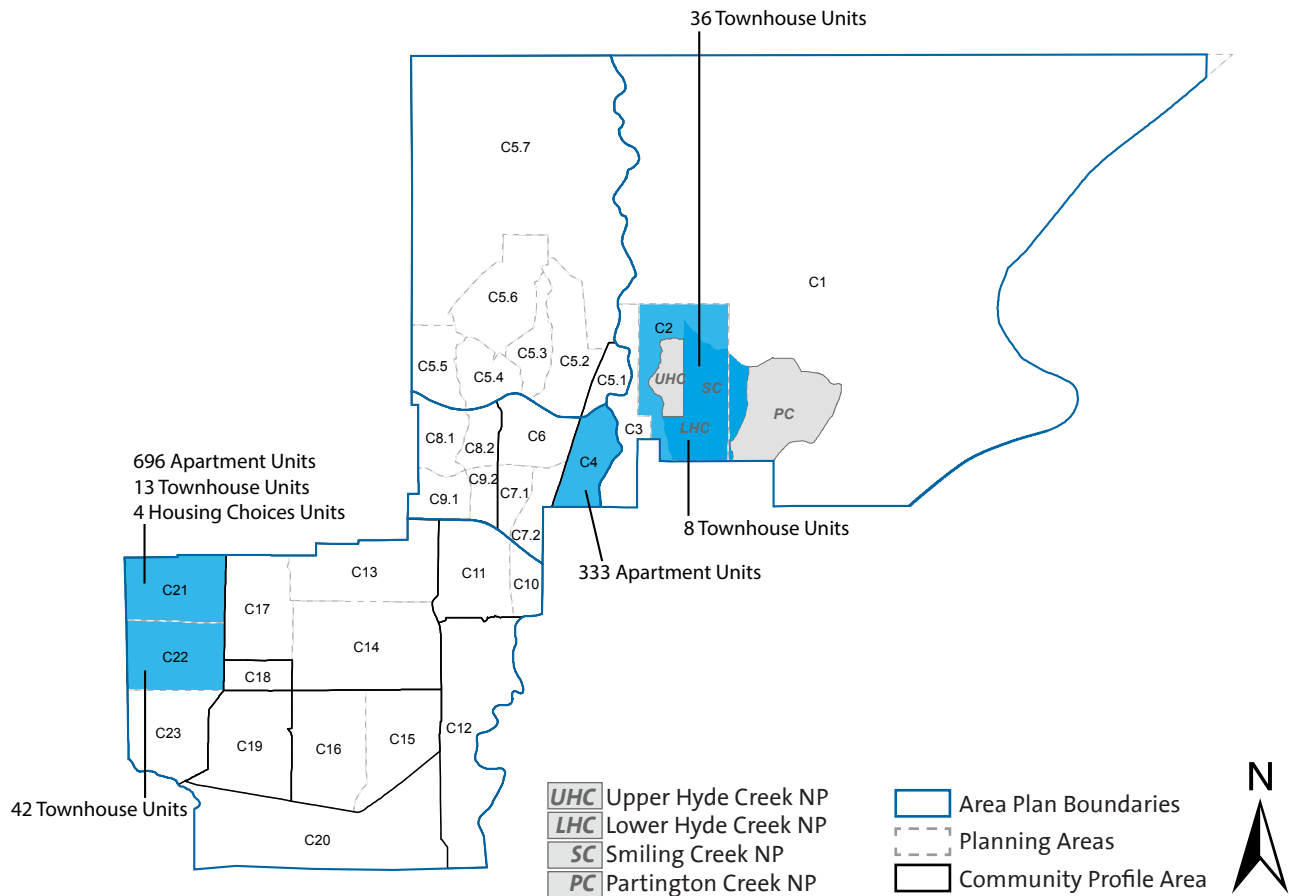 36 Townhouse Units
C5.7
C1
C5.6
C2
C5.3
C5.2
C5.5
C5.4
C5.1
UHC
SC
PC
LHC
C3
C6
C8.1
C8.2
C4
696 Apartment Units
13 Townhouse Units
4 Housing Choices Units
C9.2
C9.1
C7.1
8 Townhouse Units
C7.2
333 Apartment Units
C13
C11
C10
C21
C17
C14
C22
C18
C12
C23
C19
C16
C15
42 Townhouse Units
C20
UHC Upper Hyde Creek NP
LHC Lower Hyde Creek NP
SC Smiling Creek NP
PC Partington Creek NP
Area Plan Boundaries
Planning Areas
Community Profile Area
N